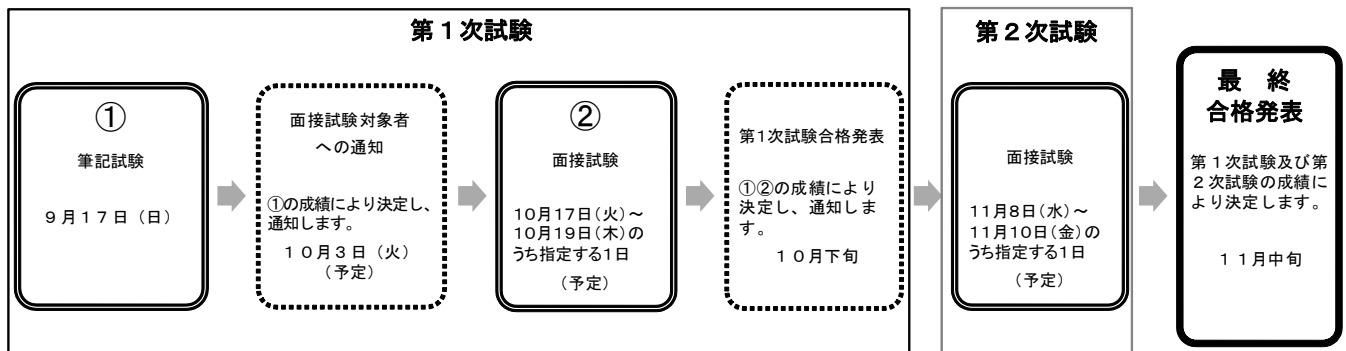 第１次試験
①
筆記試験
９月１７日（日）
面接試験対象者
への通知
①の成績により決定し、
通知します。
１０月３日（火）
（予定）
②
面接試験
10月17日(火)～
10月19日(木)の
うち指定する1日
（予定）
第1次試験合格発表
①②の成績により
決定し、通知しま
す。
１０月下旬
第２次試験
面接試験
11月8日(水)～
11月10日(金)の
うち指定する1日
（予定）
最　終
合格発表
第１次試験及び第
２次試験の成績に
より決定します。
１１月中旬